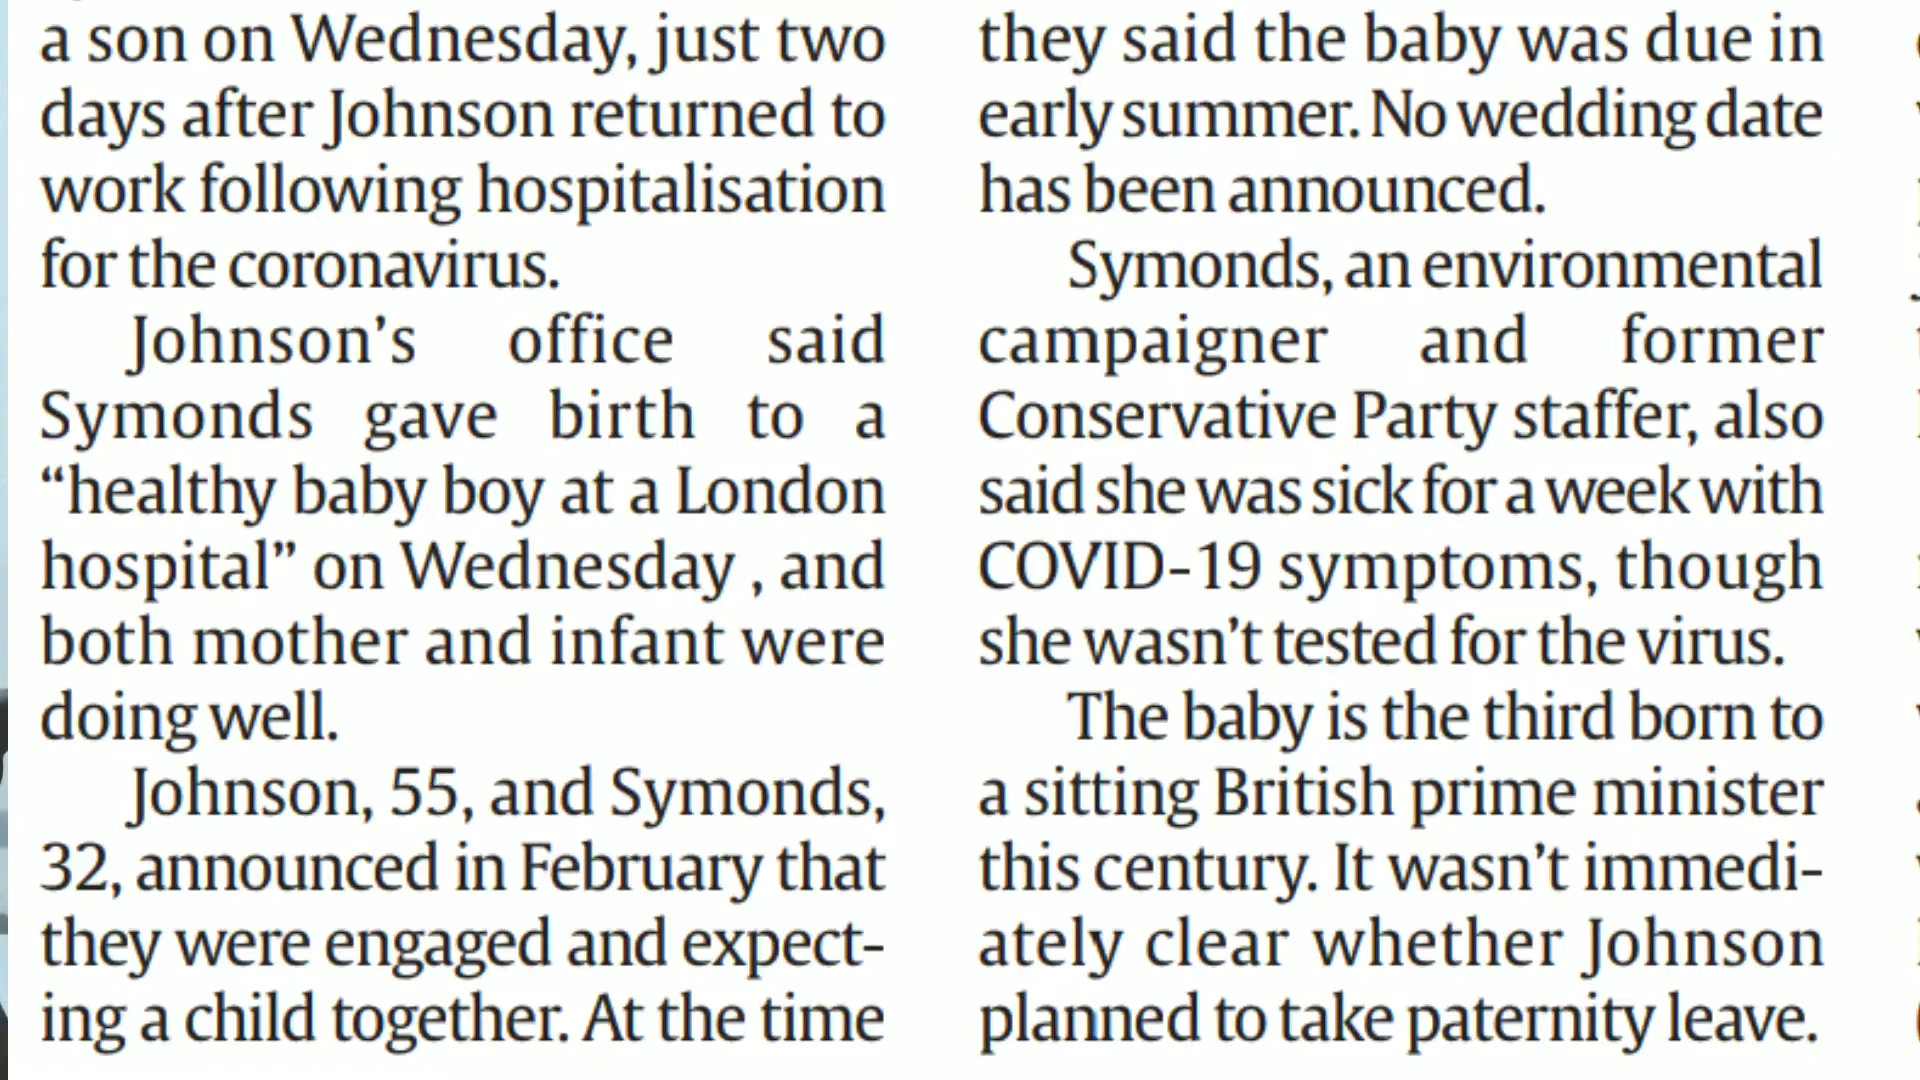 a son on Wednesday, just two
days after Johnson returned to
work following hospitalisation
for the coronavirus.
Johnson’s office said
Symonds gave birth to a
“healthy baby boy at a London
hospital” on Wednesday , and
both mother and infant were
doing well.
Johnson, 55, and Symonds,
32, announced in February that
they were engaged and expect-
ing a child together. At the time
they said the baby was due in
early summer. No wedding date
has been announced.
Symonds, an environmental
campaigner and former
Conservative Party staffer, also
said she was sick for a week with
COVID-19 symptoms, though
she wasn’t tested for the virus.
The baby is the third born to
a sitting British prime minister
this century. It wasn’t immedi-
ately clear whether Johnson
planned to take paternity leave.